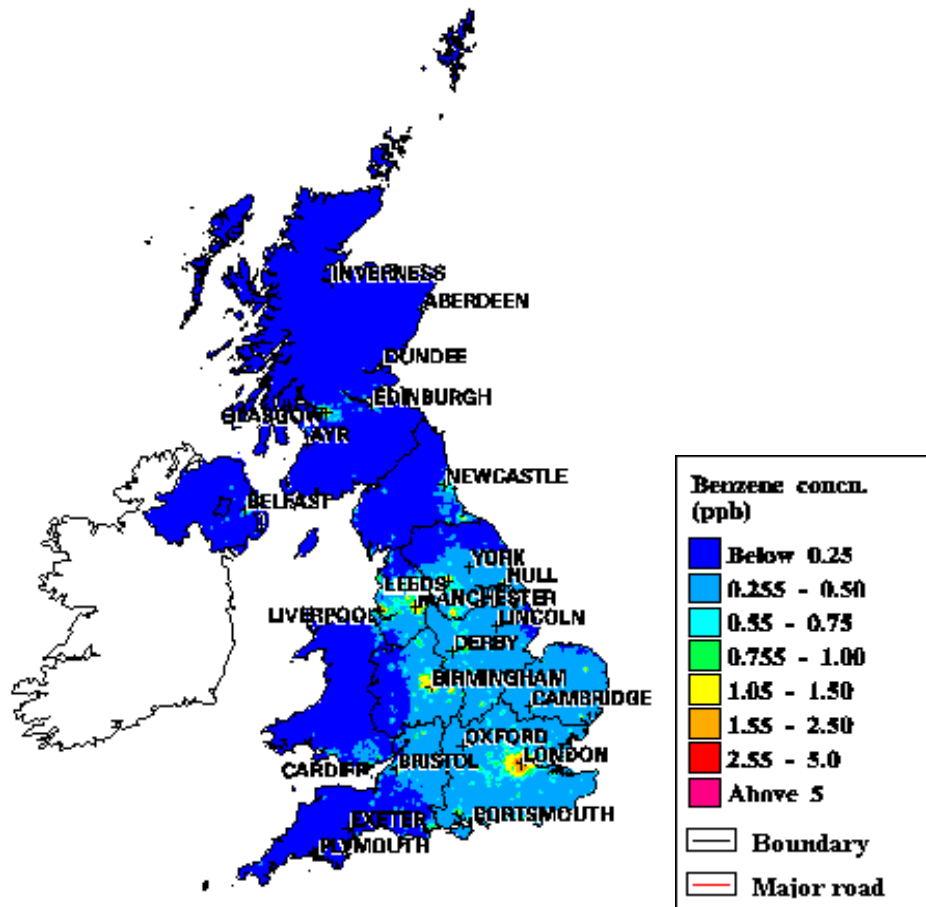 INVERNESS
ABERDEEN
DUNDEE
EDINBURGH
GLASGOW
AYR
NEWCASTLE
BELFAST
YORK
HULL
LEEDS
MANCHESTER
LIVERPOOL
LINCOLN
DERBY
BIRMINGHAM
CAMBRIDGE
OXFORD
LONDON
CARDIFF
BRISTOL
PORTSMOUTH
EXETER
PLYMOUTH
Benzene concn.
(ppb)
Below 0.25
0.255 - 0.50
0.55 - 0.75
0.755 - 1.00
1.05 - 1.50
1.55 - 2.50
2.55 - 5.0
Above 5
Boundary
Major road